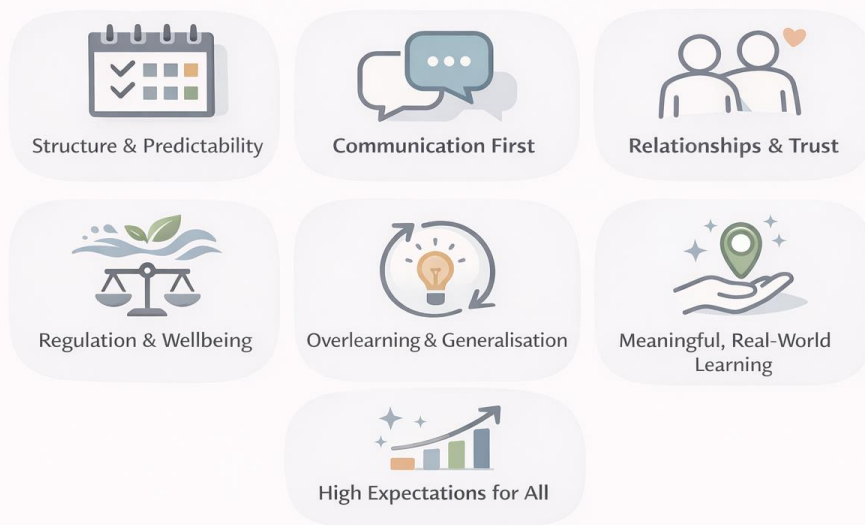 Structure & Predictability
Communication First
Relationships & Trust
Regulation & Wellbeing
Overlearning & Generalisation
Meaningful, Real-World
Learning
High Expectations for All